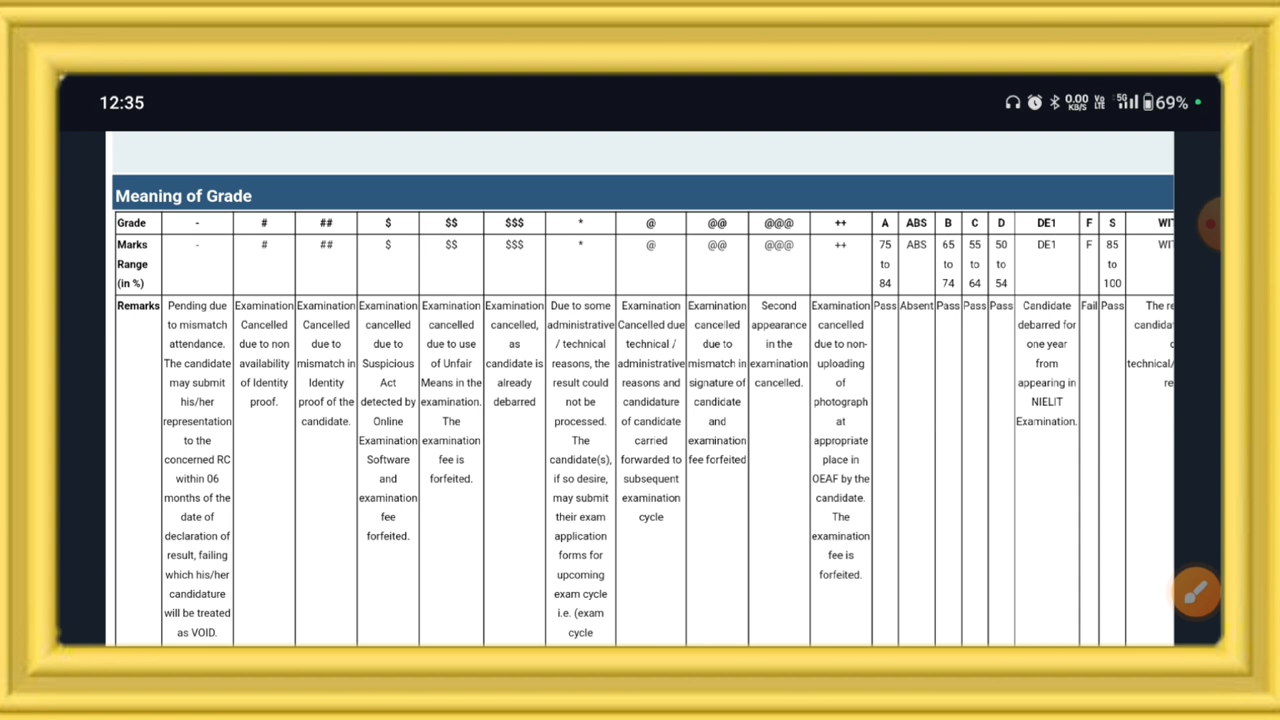 12:35
0.00 KB/S Vo LTE 5G 69%
Meaning of Grade
Grade - # ## $ $$ $$$ * @ @@ @@@ ++ A ABS B C D DE1 F S WI
Marks Range (in %) - # ## $ $$ $$$ * @ @@ @@@ ++ 75 to 84 ABS 65 to 74 55 to 64 50 to 54 DE1 F 85 to 100 WI
Remarks
Pending due
to mismatch
attendance.
The candidate
may submit
his/her
representation
to the
concerned RC
within 06
months of the
date of
declaration of
result, failing
which his/her
candidature
will be treated
as VOID.
Examination
Cancelled
due to non
availability
of Identity
proof.
Examination
Cancelled
due to
mismatch in
Identity
proof of the
candidate.
Examination
cancelled
due to
Suspicious
Act
detected by
Online
Examination
Software
and
examination
fee
forfeited.
Examination
cancelled
due to use
of Unfair
Means in the
examination.
The
examination
fee is
forfeited.
Examination
cancelled,
as
candidate is
already
debarred
Due to some
administrative
/ technical
reasons, the
result could
not be
processed.
The
candidate(s),
if so desire,
may submit
their exam
application
forms for
upcoming
exam cycle
i.e. (exam
cycle
Examination
Cancelled due
technical /
administrative
reasons and
candidature
of candidate
carried
forwarded to
subsequent
examination
cycle
Examination
cancelled
due to
mismatch in
signature of
candidate
and
examination
fee forfeited
Second
appearance
in the
examination
cancelled.
Examination
cancelled
due to non-
uploading
of
photograph
at
appropriate
place in
OEAF by the
candidate.
The
examination
fee is
forfeited.
Pass
Absent
Pass
Pass
Pass
Candidate
debarred for
one year
from
appearing in
NIELIT
Examination.
Fail
Pass
The re
candida
technical/
re